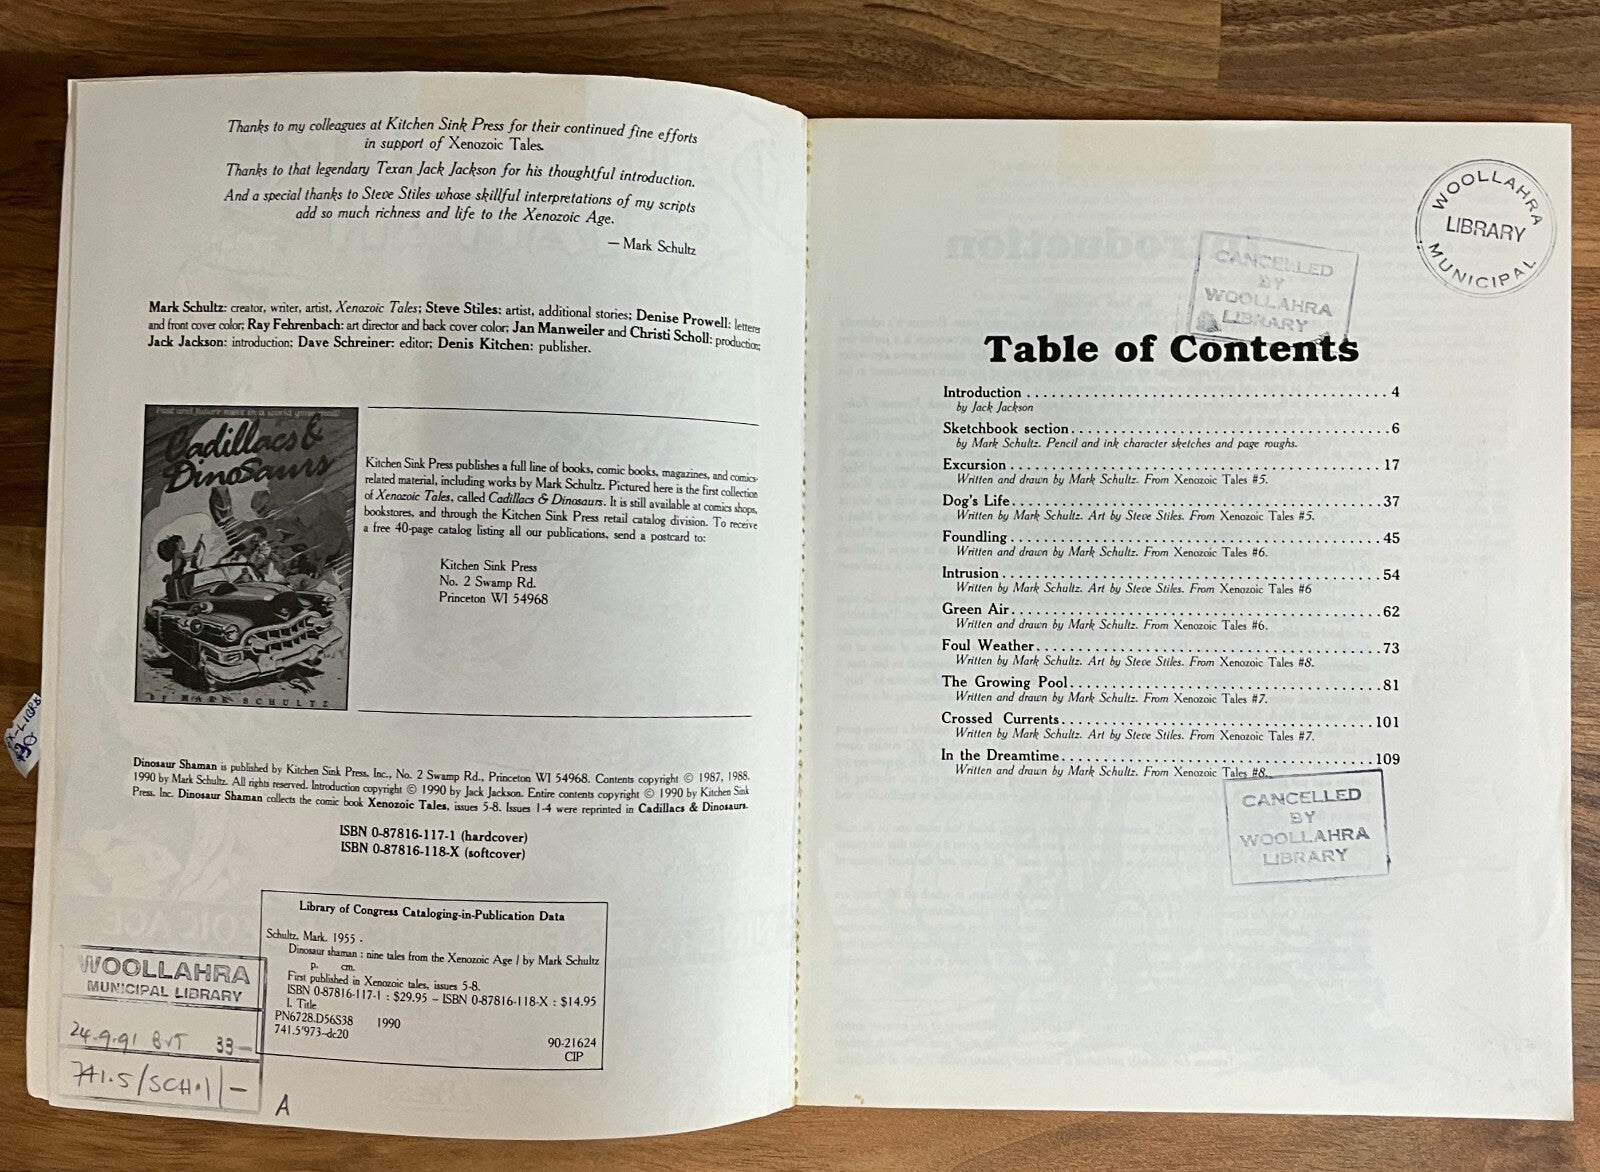 Thanks to my colleagues at Kitchen Sink Press for their continued fine efforts
in support of Xenozoic Tales.
Thanks to that legendary Texan Jack Jackson for his thoughtful introduction.
And a special thanks to Steve Stiles whose skillful interpretations of my scripts
add so much richness and life to the Xenozoic Age.
— Mark Schultz
Mark Schultz: creator, writer, artist, Xenozoic Tales; Steve Stiles: artist, additional stories; Denise Prowell: letterer
and front cover color; Ray Fehrenbach: art director and back cover color; Jan Manweiler and Christi Scholl: production;
Jack Jackson: introduction; Dave Schreiner: editor; Denis Kitchen: publisher.
Past and future meet in a world gone mad!
Cadillacs &
Dinosaurs
BY MARK SCHULTZ
Kitchen Sink Press publishes a full line of books, comic books, magazines, and comics-
related material, including works by Mark Schultz. Pictured here is the first collection
of Xenozoic Tales, called Cadillacs & Dinosaurs. It is still available at comics shops,
bookstores, and through the Kitchen Sink Press retail catalog division. To receive
a free 40-page catalog listing all our publications, send a postcard to:
Kitchen Sink Press
No. 2 Swamp Rd.
Princeton WI 54968
Dinosaur Shaman is published by Kitchen Sink Press, Inc., No. 2 Swamp Rd., Princeton WI 54968. Contents copyright © 1987, 1988,
1990 by Mark Schultz. All rights reserved. Introduction copyright © 1990 by Jack Jackson. Entire contents copyright © 1990 by Kitchen Sink
Press, Inc. Dinosaur Shaman collects the comic book Xenozoic Tales, issues 5-8. Issues 1-4 were reprinted in Cadillacs & Dinosaurs.
ISBN 0-87816-117-1 (hardcover)
ISBN 0-87816-118-X (softcover)
Library of Congress Cataloging-in-Publication Data
Schultz, Mark, 1955 .
Dinosaur shaman : nine tales from the Xenozoic Age / by Mark Schultz
p. cm.
First published in Xenozoic tales, issues 5-8.
ISBN 0-87816-117-1 : $29.95 -- ISBN 0-87816-118-X : $14.95
I. Title
PN6728.D56S38 1990
741.5'973--dc20
90-21624
CIP
WOOLLAHRA
MUNICIPAL LIBRARY
24.9.91 BVT 33—
741.5/SCH.1/—
A
WOOLLAHRA
LIBRARY
MUNICIPAL
CANCELLED
BY
WOOLLAHRA
LIBRARY
Table of Contents
Introduction ........ 4
by Jack Jackson
Sketchbook section ........ 6
by Mark Schultz. Pencil and ink character sketches and page roughs.
Excursion ........ 17
Written and drawn by Mark Schultz. From Xenozoic Tales #5.
Dog's Life ........ 37
Written by Mark Schultz. Art by Steve Stiles. From Xenozoic Tales #5.
Foundling ........ 45
Written and drawn by Mark Schultz. From Xenozoic Tales #6.
Intrusion ........ 54
Written by Mark Schultz. Art by Steve Stiles. From Xenozoic Tales #6
Green Air ........ 62
Written and drawn by Mark Schultz. From Xenozoic Tales #6.
Foul Weather ........ 73
Written by Mark Schultz. Art by Steve Stiles. From Xenozoic Tales #8.
The Growing Pool ........ 81
Written and drawn by Mark Schultz. From Xenozoic Tales #7.
Crossed Currents ........ 101
Written by Mark Schultz. Art by Steve Stiles. From Xenozoic Tales #7.
In the Dreamtime ........ 109
Written and drawn by Mark Schultz. From Xenozoic Tales #8.
CANCELLED
BY
WOOLLAHRA
LIBRARY